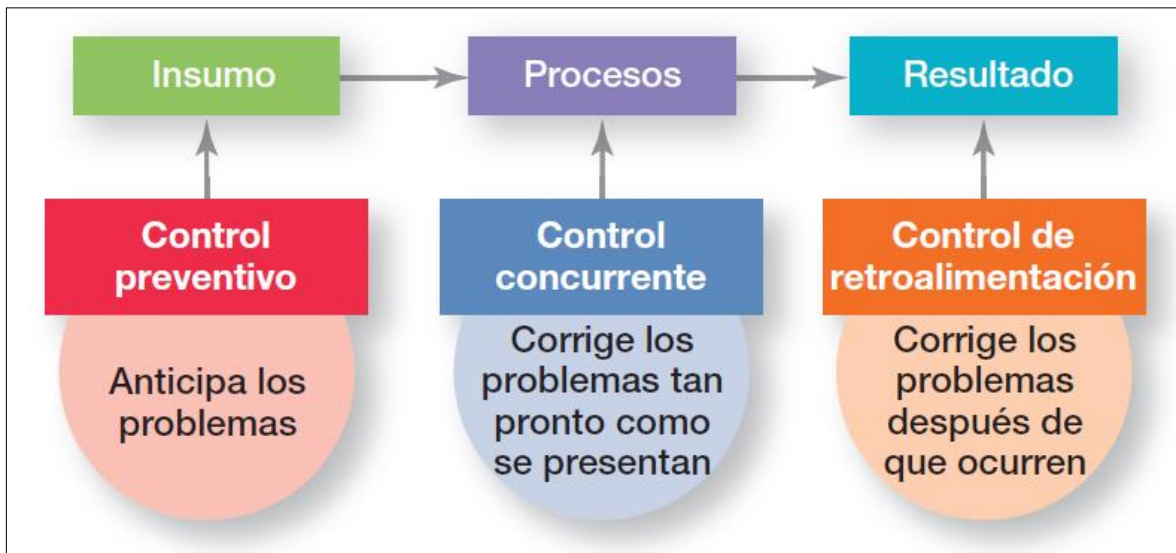 Insumo
Procesos
Resultado
Control
preventivo
Control
concurrente
Control de
retroalimentación
Anticipa los
problemas
Corrige los
problemas tan
pronto como
se presentan
Corrige los
problemas
después de
que ocurren